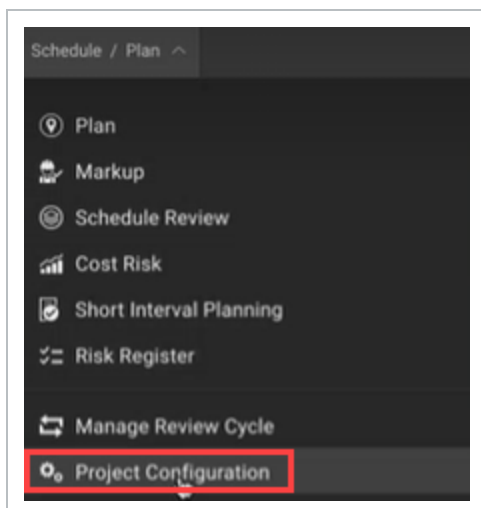 Schedule / Plan
Plan
Markup
Schedule Review
Cost Risk
Short Interval Planning
Risk Register
Manage Review Cycle
Project Configuration